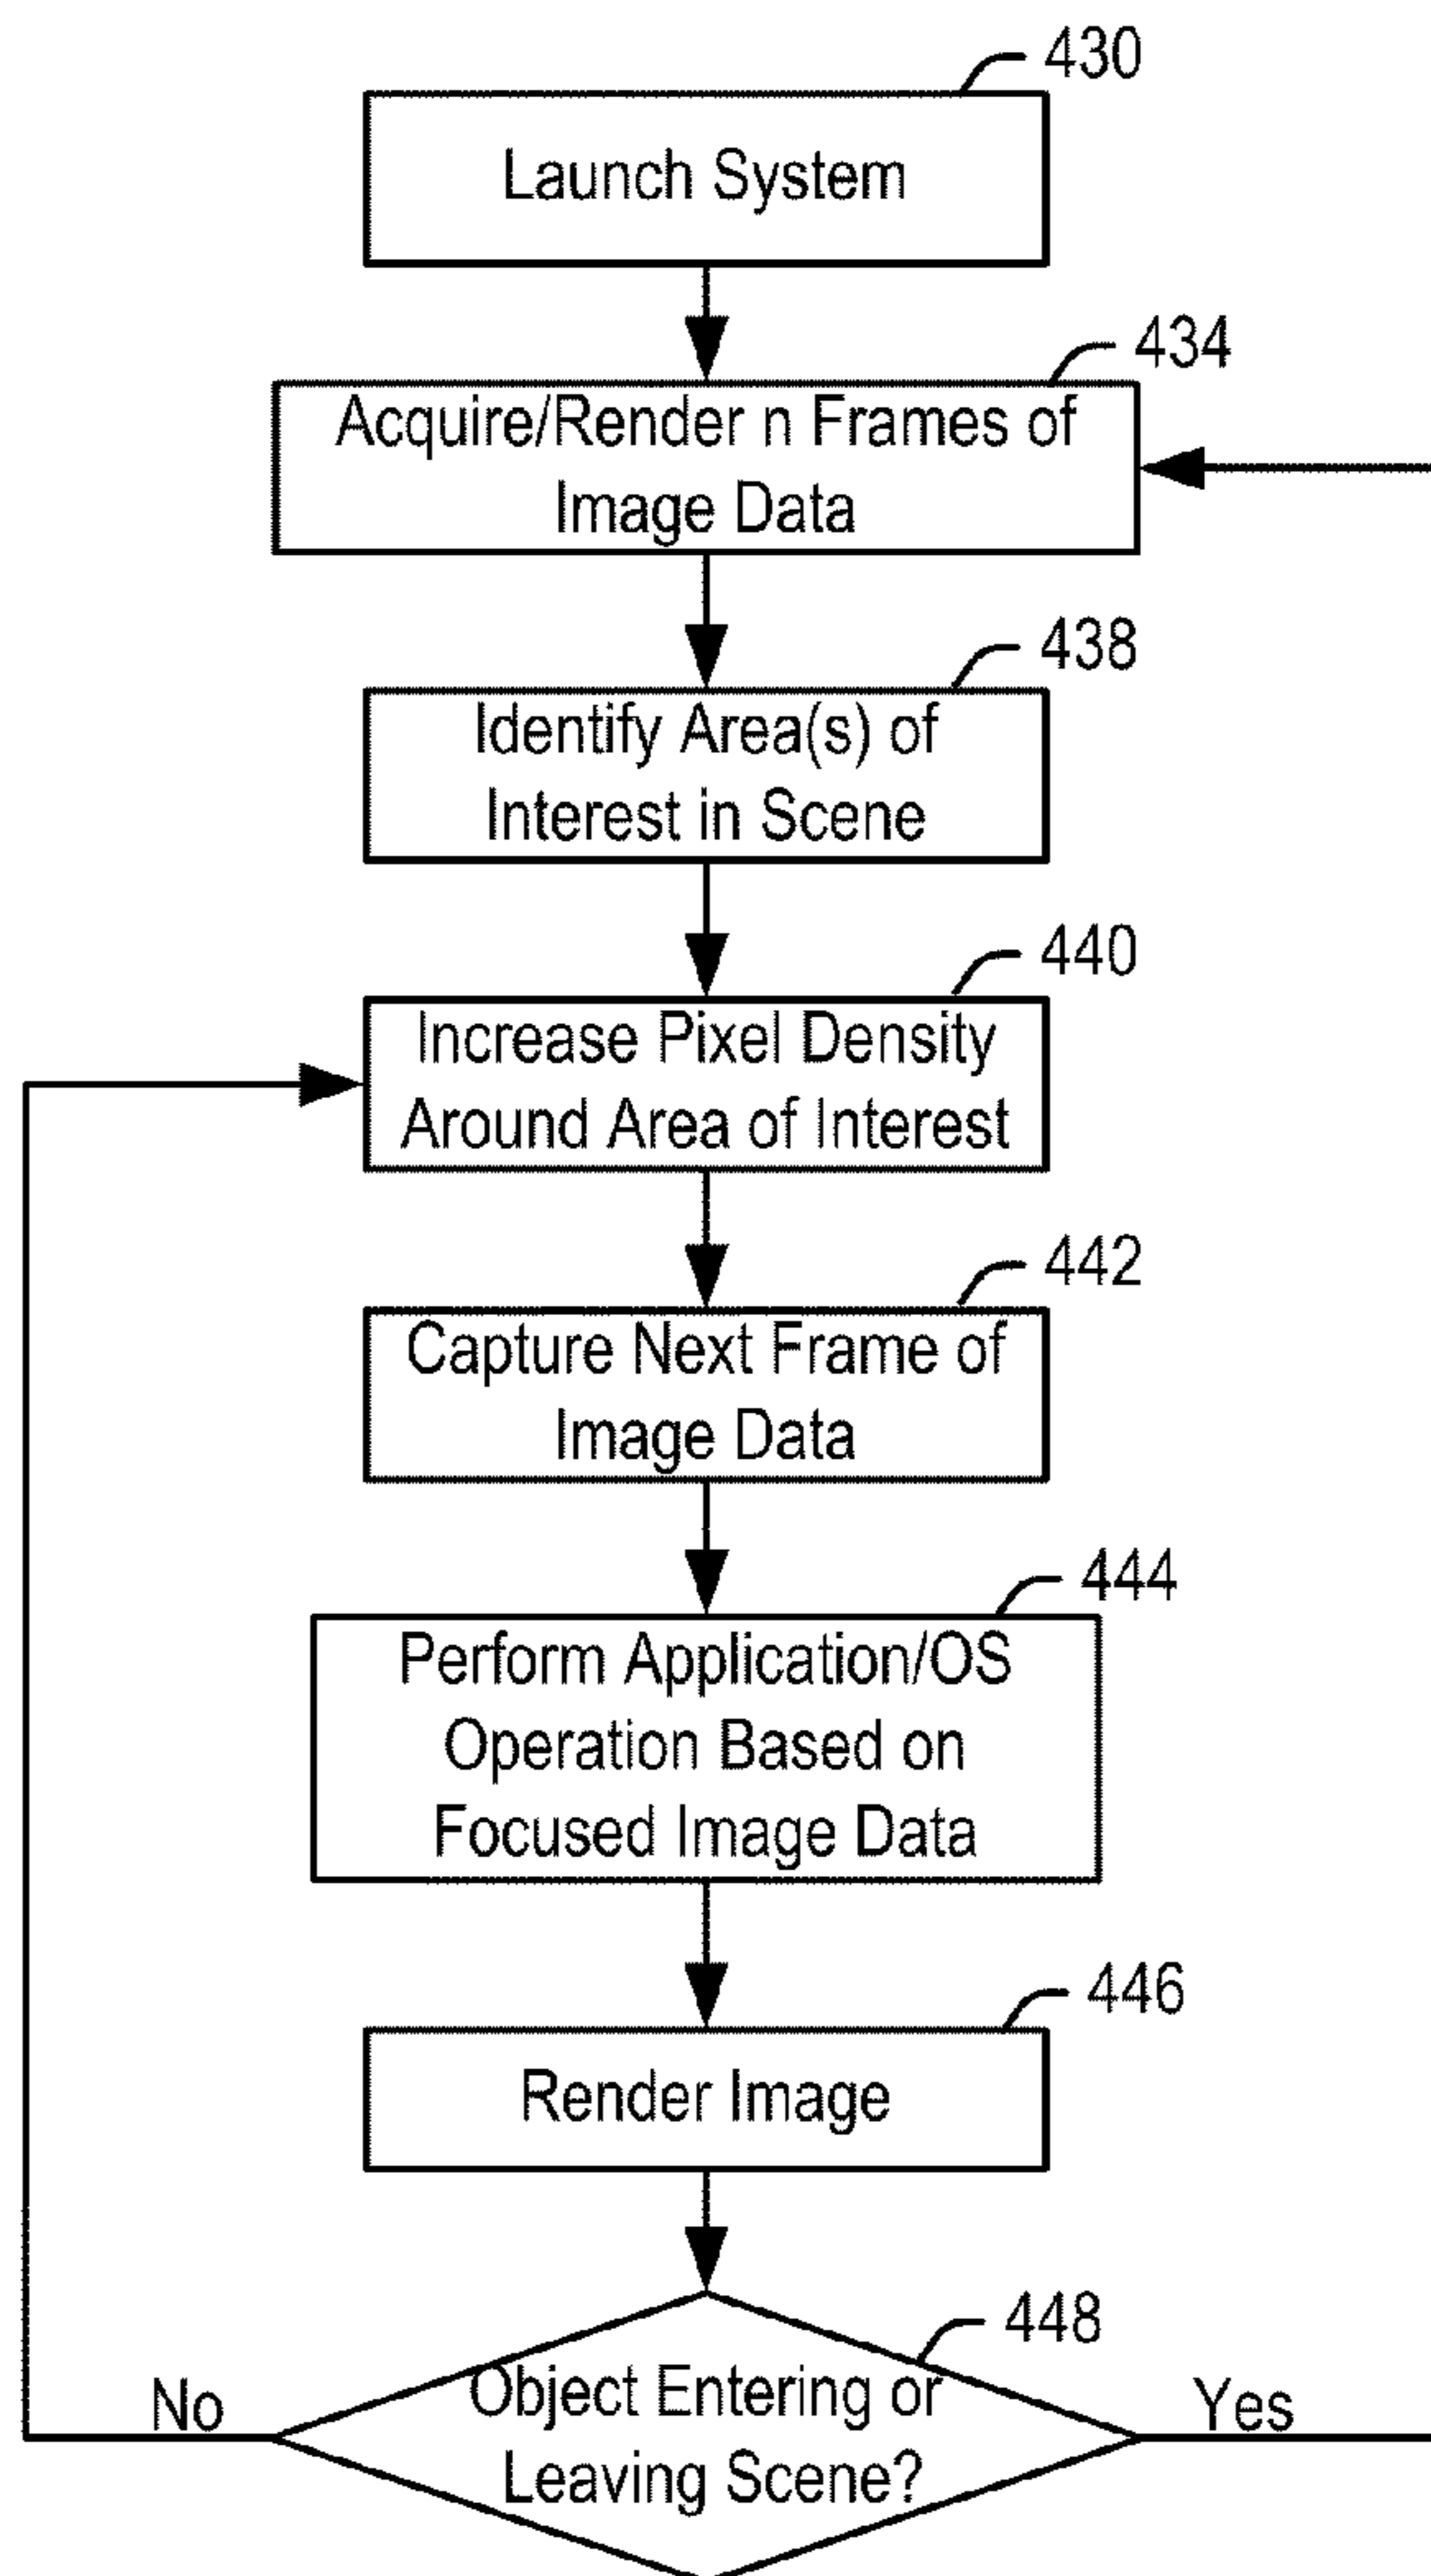 430
Launch System
434
Acquire/Render n Frames of
Image Data
438
Identify Area(s) of
Interest in Scene
440
Increase Pixel Density
Around Area of Interest
442
Capture Next Frame of
Image Data
444
Perform Application/OS
Operation Based on
Focused Image Data
446
Render Image
448
Object Entering or
Leaving Scene?
No
Yes